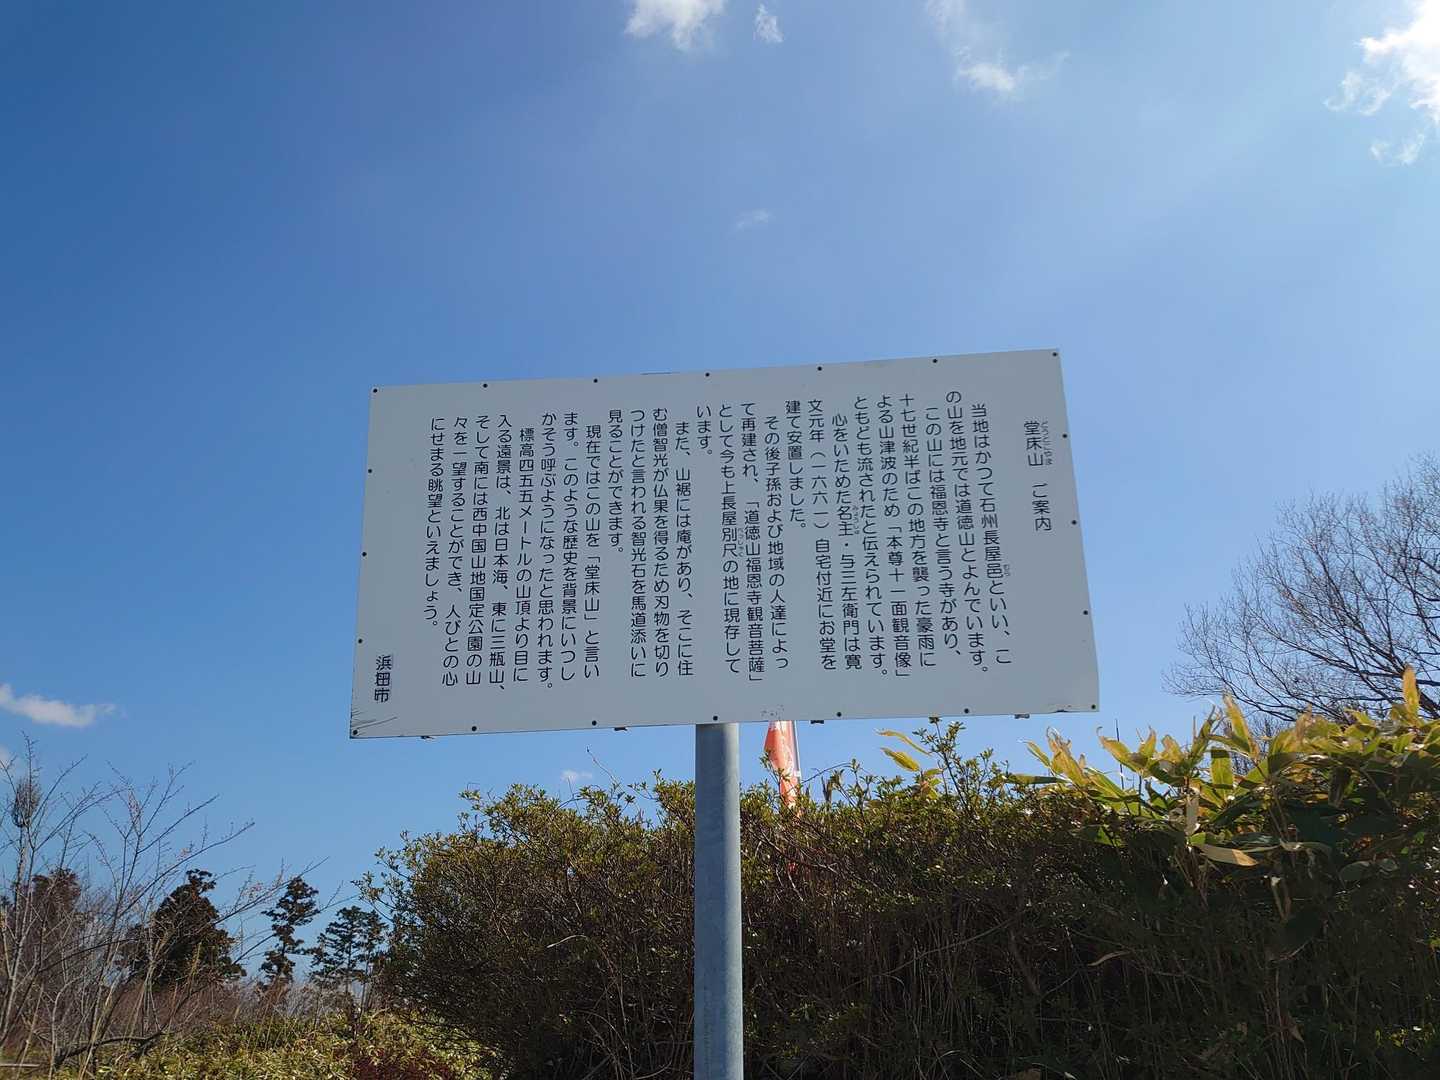 堂床山　ご案内
当地はかつて石州長屋邑といい、こ
の山を地元では道徳山とよんでいます。
この山には福恩寺と言う寺があり、
十七世紀半ばこの地方を襲った豪雨に
よる山津波のため「本尊十一面観音像」
ともども流されたと伝えられています。
心をいためた名主・与三左衛門は寛
文元年（一六六一）自宅付近にお堂を
建て安置しました。
その後子孫および地域の人達によっ
て再建され、「道徳山福恩寺観音菩薩」
として今も上長屋別尺の地に現存して
います。
また、山裾には庵があり、そこに住
む僧智光が仏果を得るため刃物を切り
つけたと言われる智光石を馬道添いに
見ることができます。
現在ではこの山を「堂床山」と言い
ます。このような歴史を背景にいつし
かそう呼ぶようになったと思われます。
標高四五五メートルの山頂より目に
入る遠景は、北は日本海、東に三瓶山、
そして南には西中国山地国定公園の山
々を一望することができ、人びとの心
にせまる眺望といえましょう。
浜田市